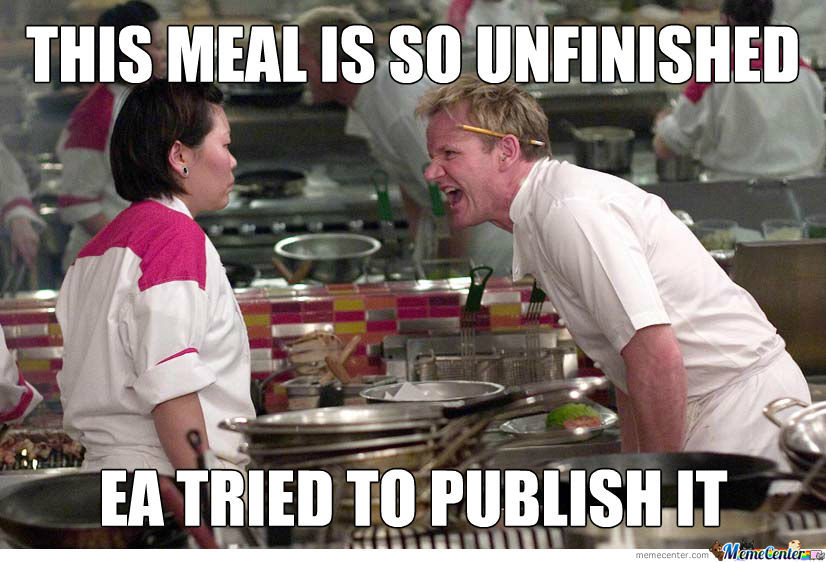 THIS MEAL IS SO UNFINISHED
EA TRIED TO PUBLISH IT
memecenter.com MemeCenter